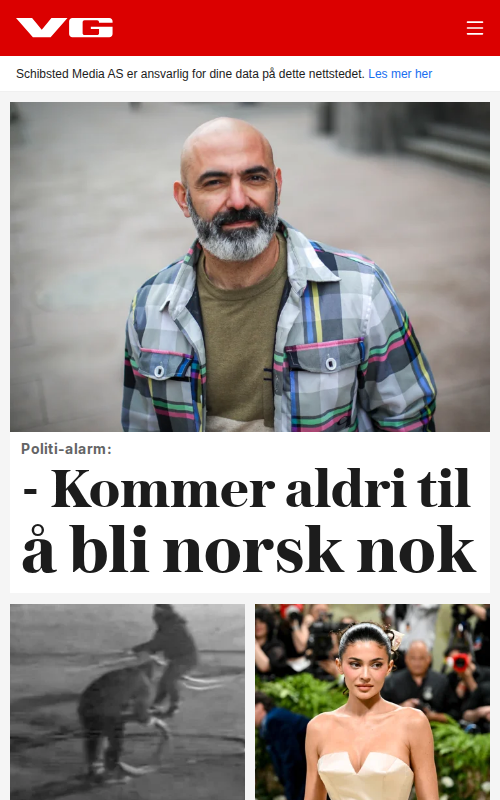 VG
Schibsted Media AS er ansvarlig for dine data på dette nettstedet. Les mer her
Politi-alarm:
- Kommer aldri til
å bli norsk nok